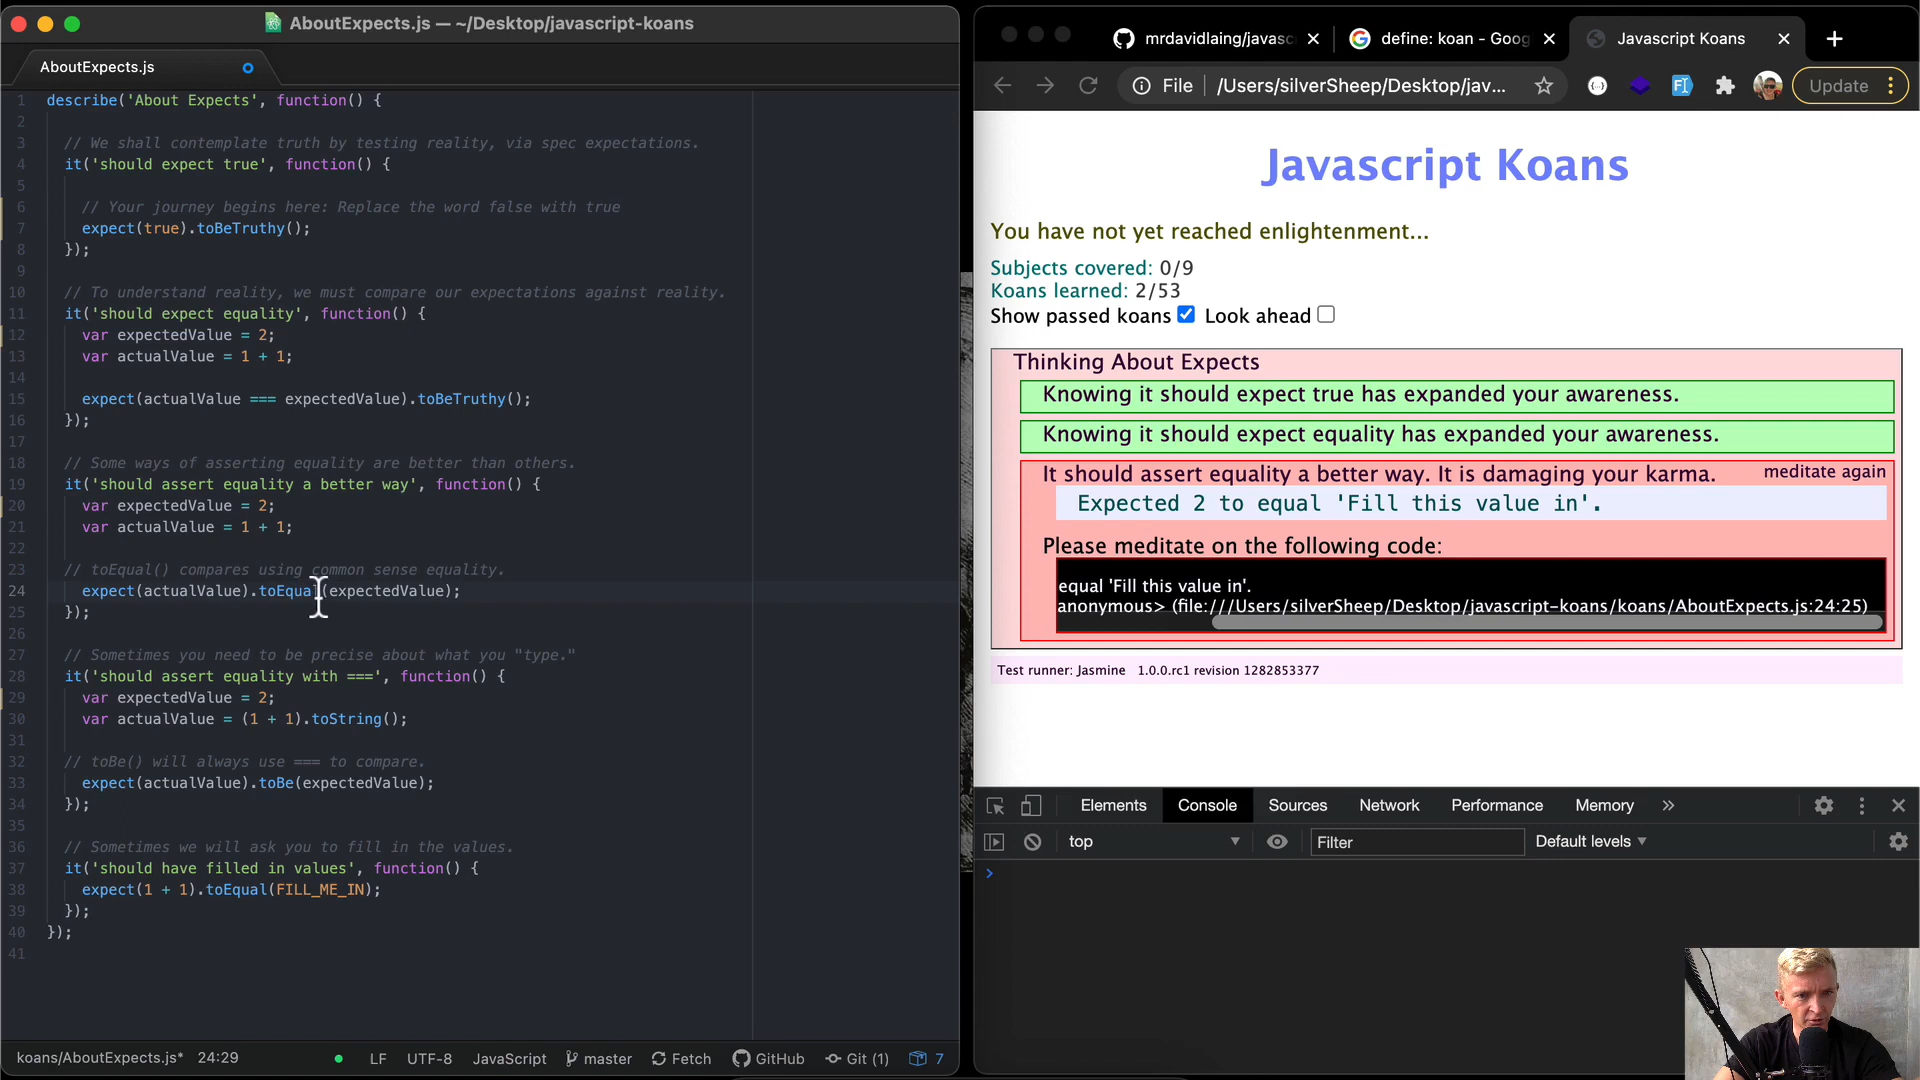 AboutExpects.js — ~/Desktop/javascript-koans
AboutExpects.js
1 describe('About Expects', function() {
2
3 // We shall contemplate truth by testing reality, via spec expectations.
4 it('should expect true', function() {
5
6 // Your journey begins here: Replace the word false with true
7 expect(true).toBeTruthy();
8 });
9
10 // To understand reality, we must compare our expectations against reality.
11 it('should expect equality', function() {
12 var expectedValue = 2;
13 var actualValue = 1 + 1;
14
15 expect(actualValue === expectedValue).toBeTruthy();
16 });
17
18 // Some ways of asserting equality are better than others.
19 it('should assert equality a better way', function() {
20 var expectedValue = 2;
21 var actualValue = 1 + 1;
22
23 // toEqual() compares using common sense equality.
24 expect(actualValue).toEqual(expectedValue);
25 });
26
27 // Sometimes you need to be precise about what you "type."
28 it('should assert equality with ===', function() {
29 var expectedValue = 2;
30 var actualValue = (1 + 1).toString();
31
32 // toBe() will always use === to compare.
33 expect(actualValue).toBe(expectedValue);
34 });
35
36 // Sometimes we will ask you to fill in the values.
37 it('should have filled in values', function() {
38 expect(1 + 1).toEqual(FILL_ME_IN);
39 });
40 });
41
koans/AboutExpects.js* 24:29 LF UTF-8 JavaScript master Fetch GitHub Git (1) 7
mrdavidlaing/javasc define: koan - Goog Javascript Koans
File /Users/silverSheep/Desktop/jav... Update
Javascript Koans
You have not yet reached enlightenment...
Subjects covered: 0/9
Koans learned: 2/53
Show passed koans Look ahead
Thinking About Expects
Knowing it should expect true has expanded your awareness.
Knowing it should expect equality has expanded your awareness.
It should assert equality a better way. It is damaging your karma. meditate again
Expected 2 to equal 'Fill this value in'.
Please meditate on the following code:
equal 'Fill this value in'.
anonymous> (file:///Users/silverSheep/Desktop/javascript-koans/koans/AboutExpects.js:24:25)
Test runner: Jasmine 1.0.0.rc1 revision 1282853377
Elements Console Sources Network Performance Memory »
top Filter Default levels